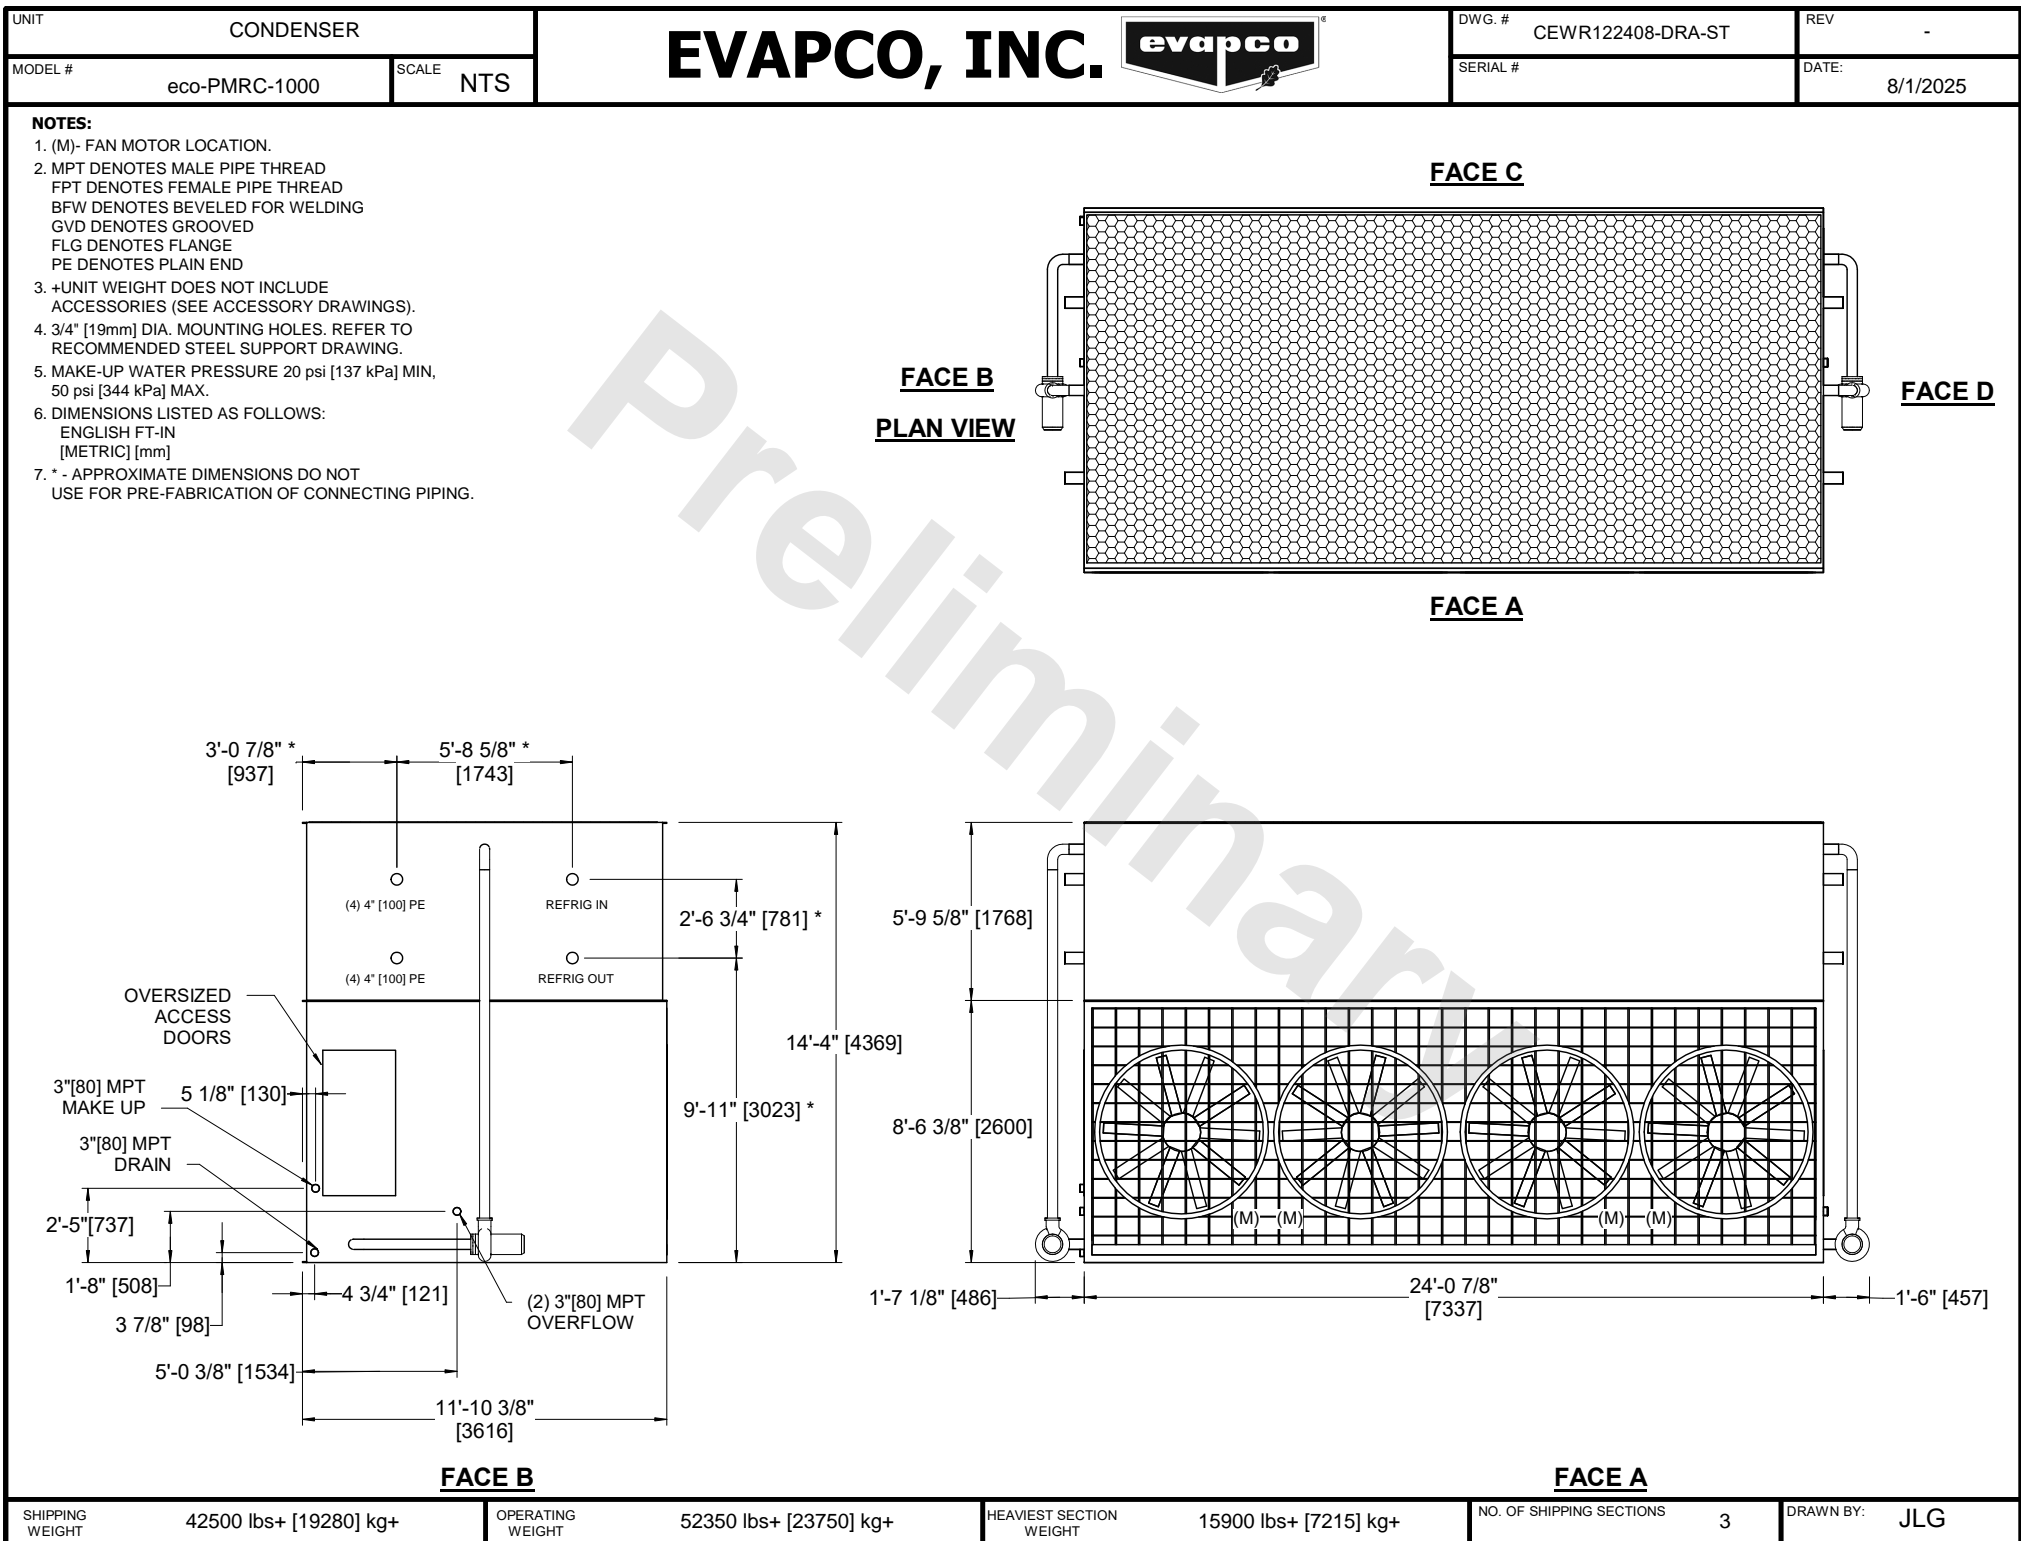 UNIT
CONDENSER
MODEL #
eco-PMRC-1000
SCALE
NTS
EVAPCO, INC.
evapco
®
DWG. #
CEWR122408-DRA-ST
REV
-
SERIAL #
DATE:
8/1/2025
NOTES:
1. (M)- FAN MOTOR LOCATION.
2. MPT DENOTES MALE PIPE THREAD
FPT DENOTES FEMALE PIPE THREAD
BFW DENOTES BEVELED FOR WELDING
GVD DENOTES GROOVED
FLG DENOTES FLANGE
PE DENOTES PLAIN END
3. +UNIT WEIGHT DOES NOT INCLUDE
ACCESSORIES (SEE ACCESSORY DRAWINGS).
4. 3/4" [19mm] DIA. MOUNTING HOLES. REFER TO
RECOMMENDED STEEL SUPPORT DRAWING.
5. MAKE-UP WATER PRESSURE 20 psi [137 kPa] MIN,
50 psi [344 kPa] MAX.
6. DIMENSIONS LISTED AS FOLLOWS:
ENGLISH FT-IN
[METRIC] [mm]
7. * - APPROXIMATE DIMENSIONS DO NOT
USE FOR PRE-FABRICATION OF CONNECTING PIPING.
FACE C
FACE B
PLAN VIEW
FACE D
FACE A
Preliminary
3'-0 7/8" *
[937]
5'-8 5/8" *
[1743]
(4) 4" [100] PE
REFRIG IN
2'-6 3/4" [781] *
(4) 4" [100] PE
REFRIG OUT
OVERSIZED
ACCESS
DOORS
14'-4" [4369]
3"[80] MPT
MAKE UP
5 1/8" [130]
9'-11" [3023] *
3"[80] MPT
DRAIN
2'-5"[737]
1'-8" [508]
4 3/4" [121]
3 7/8" [98]
(2) 3"[80] MPT
OVERFLOW
5'-0 3/8" [1534]
11'-10 3/8"
[3616]
FACE B
5'-9 5/8" [1768]
8'-6 3/8" [2600]
(M)
(M)
(M)
(M)
1'-7 1/8" [486]
24'-0 7/8"
[7337]
1'-6" [457]
FACE A
SHIPPING
WEIGHT
42500 lbs+ [19280] kg+
OPERATING
WEIGHT
52350 lbs+ [23750] kg+
HEAVIEST SECTION
WEIGHT
15900 lbs+ [7215] kg+
NO. OF SHIPPING SECTIONS
3
DRAWN BY:
JLG